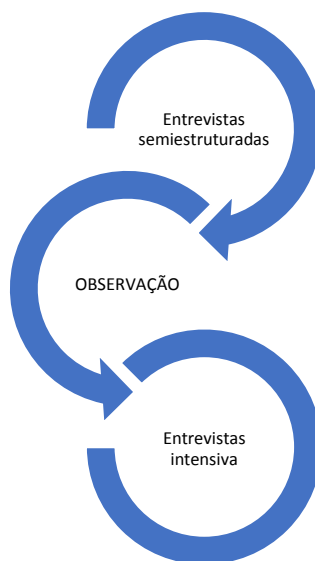 Entrevistas
semiestruturadas
OBSERVAÇÃO
Entrevistas
intensiva